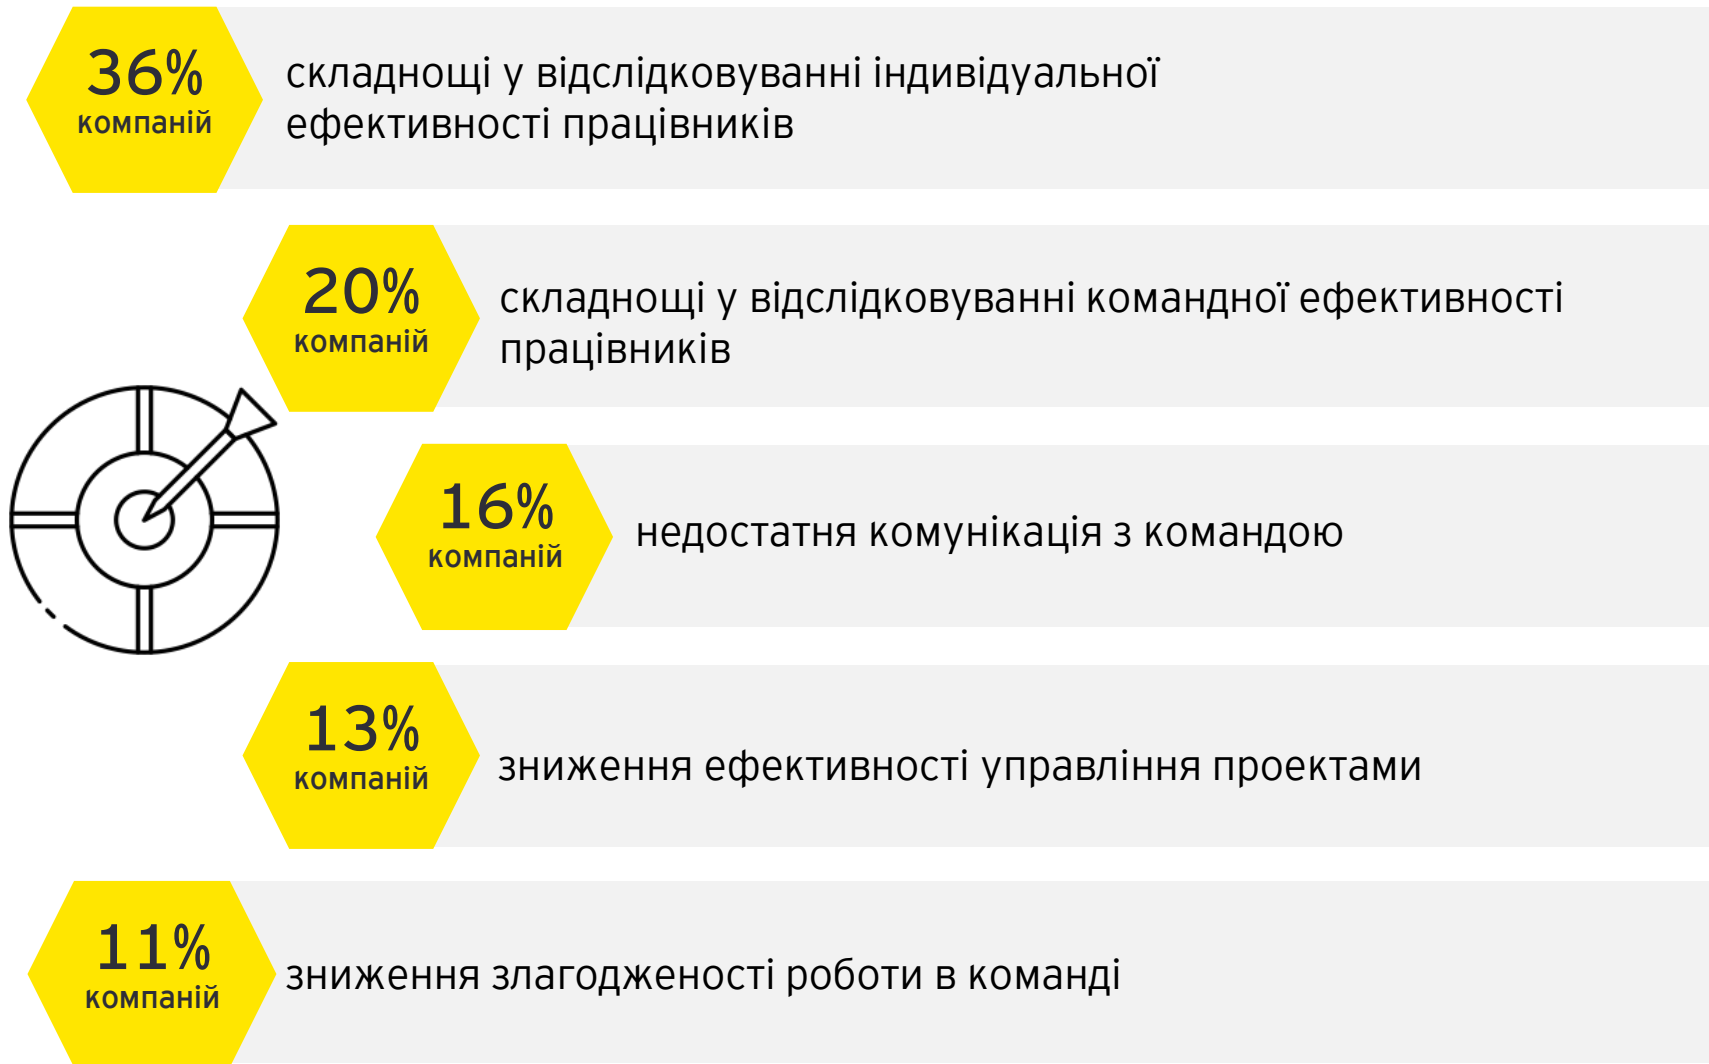 36%
компаній
складнощі у відслідковуванні індивідуальної
ефективності працівників
20%
компаній
складнощі у відслідковуванні командної ефективності
працівників
16%
компаній
недостатня комунікація з командою
13%
компаній
зниження ефективності управління проектами
11%
компаній
зниження злагодженості роботи в команді